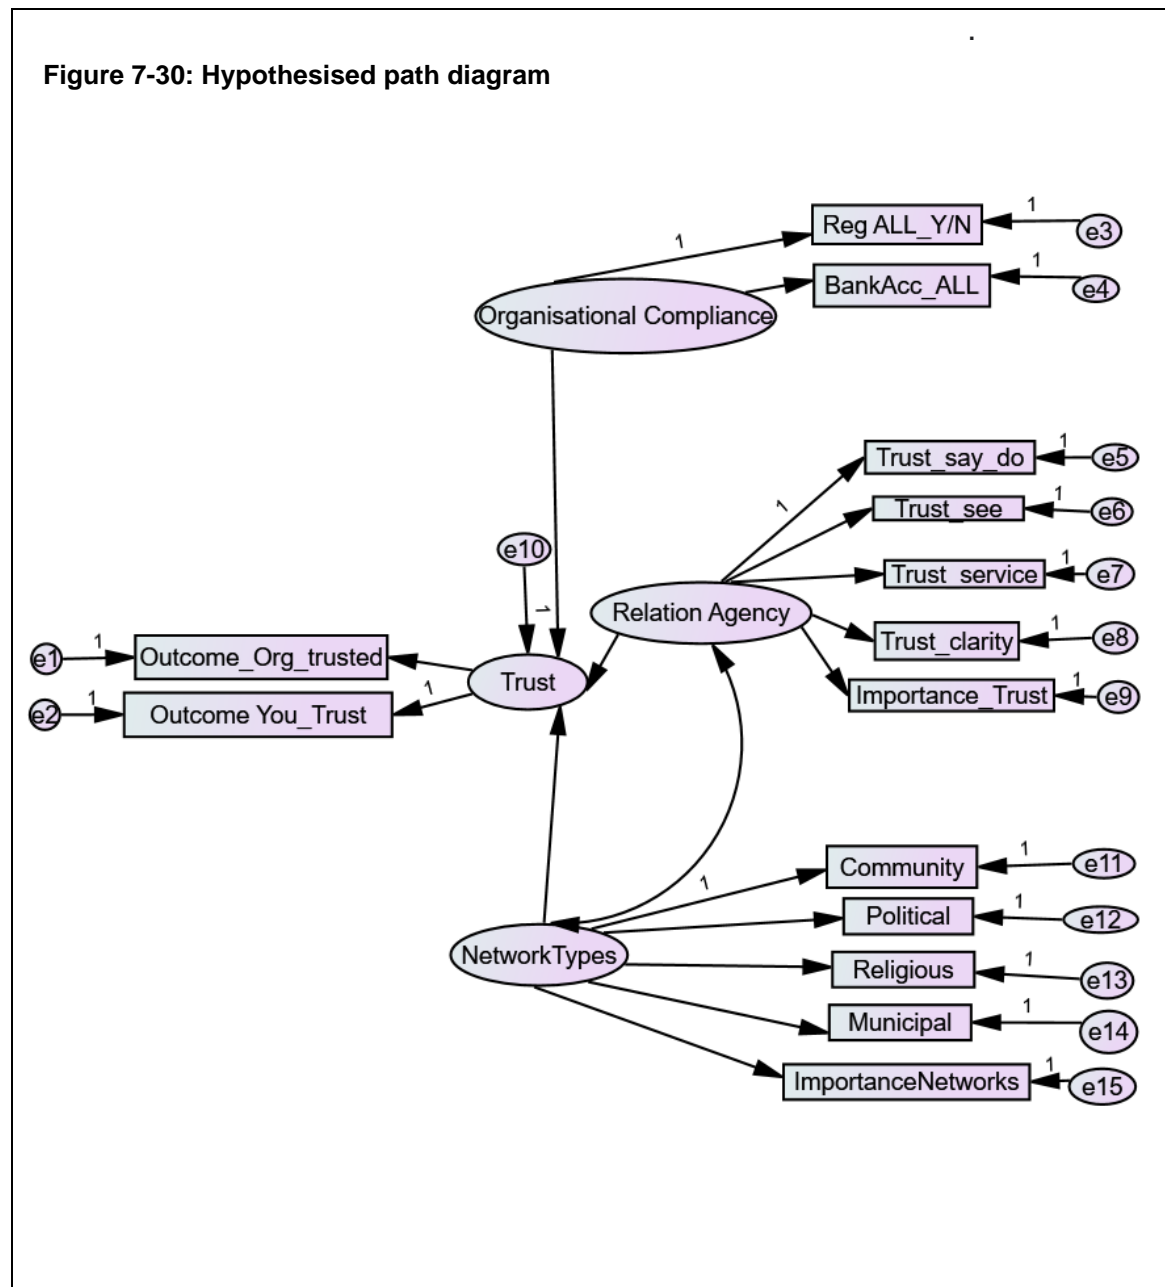 Figure 7-30: Hypothesised path diagram
1
Reg ALL_Y/N
1
e3
BankAcc_ALL
1
e4
Organisational Compliance
Trust_say_do
1
e5
1
Trust_see
1
e6
e10
1
Trust_service
1
e7
Relation Agency
Trust_clarity
1
e8
e1
1
Outcome_Org_trusted
Trust
Importance_Trust
1
e9
e2
1
Outcome You_Trust
1
Community
1
e11
1
Political
1
e12
NetworkTypes
Religious
1
e13
Municipal
1
e14
ImportanceNetworks
1
e15